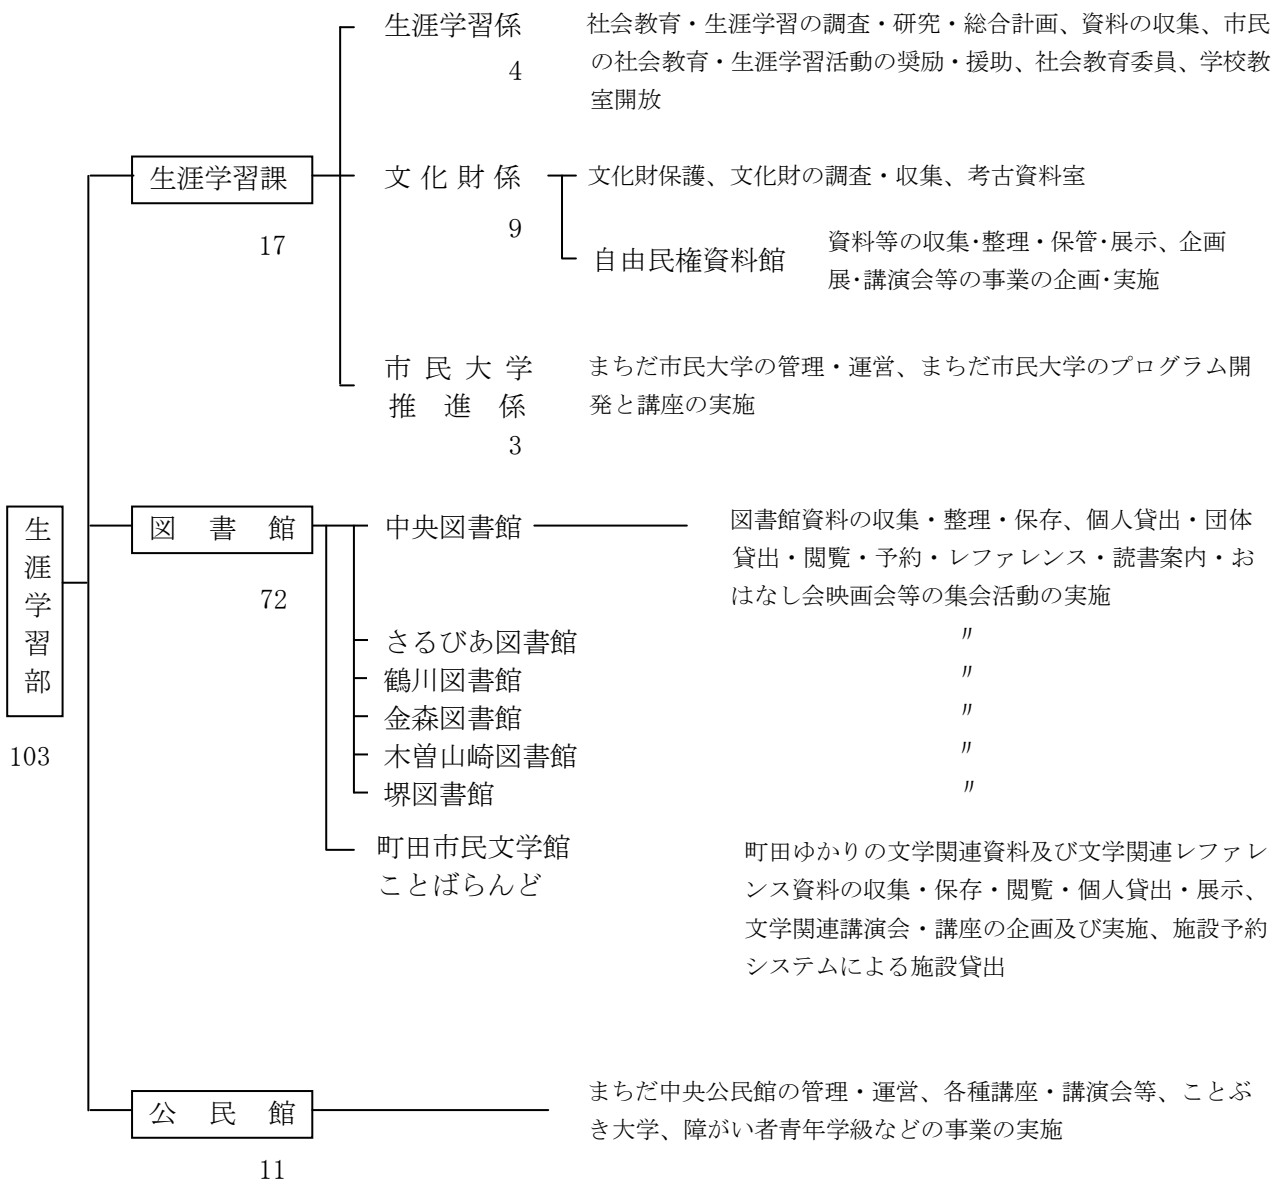 生涯学習係
4
社会教育・生涯学習の調査・研究・総合計画、資料の収集、市民
の社会教育・生涯学習活動の奨励・援助、社会教育委員、学校教
室開放
生涯学習課
17
文化財係
9
文化財保護、文化財の調査・収集、考古資料室
自由民権資料館
資料等の収集・整理・保管・展示、企画
展・講演会等の事業の企画・実施
市民大学
推進係
3
まちだ市民大学の管理・運営、まちだ市民大学のプログラム開
発と講座の実施
生涯学習部
103
図書館
72
中央図書館
図書館資料の収集・整理・保存、個人貸出・団体
貸出・閲覧・予約・レファレンス・読書案内・お
はなし会映画会等の集会活動の実施
さるびあ図書館 〃
鶴川図書館 〃
金森図書館 〃
木曽山崎図書館 〃
堺図書館 〃
町田市民文学館
ことばらんど
町田ゆかりの文学関連資料及び文学関連レファレ
ンス資料の収集・保存・閲覧・個人貸出・展示、
文学関連講演会・講座の企画及び実施、施設予約
システムによる施設貸出
公民館
11
まちだ中央公民館の管理・運営、各種講座・講演会等、ことぶ
き大学、障がい者青年学級などの事業の実施